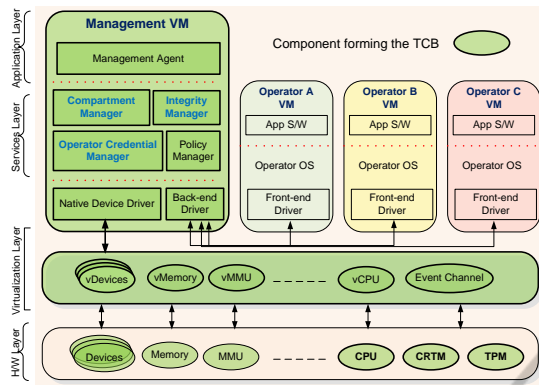 Management VM
Management Agent
Compartment Manager
Integrity Manager
Operator Credential Manager
Policy Manager
Native Device Driver
Back-end Driver
Component forming the TCB
Operator A VM
App S/W
Operator OS
Front-end Driver
Operator B VM
App S/W
Operator OS
Front-end Driver
Operator C VM
App S/W
Operator OS
Front-end Driver
vDevices
vMemory
vMMU
vCPU
Event Channel
Devices
Memory
MMU
CPU
CRTM
TPM
Application Layer
Services Layer
Virtualization Layer
H/W Layer